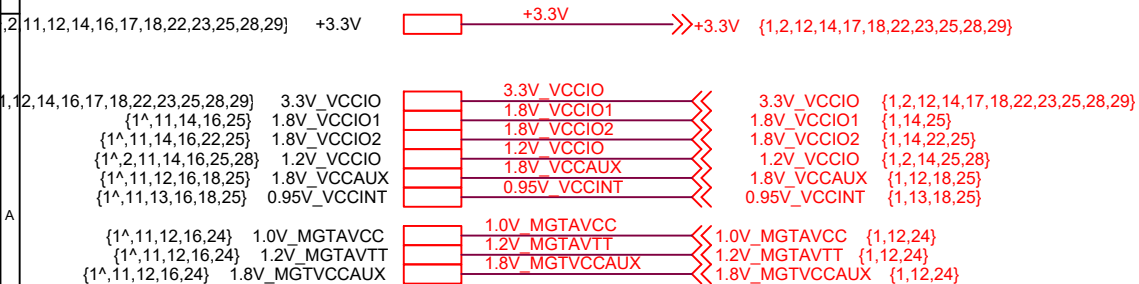 ,2,11,12,14,16,17,18,22,23,25,28,29} +3.3V +3.3V +3.3V {1,2,12,14,17,18,22,23,25,28,29}
1,12,14,16,17,18,22,23,25,28,29} 3.3V_VCCIO 3.3V_VCCIO 3.3V_VCCIO {1,2,12,14,17,18,22,23,25,28,29}
{1^,11,14,16,25} 1.8V_VCCIO1 1.8V_VCCIO1 1.8V_VCCIO1 {1,14,25}
{1^,11,14,16,22,25} 1.8V_VCCIO2 1.8V_VCCIO2 1.8V_VCCIO2 {1,14,22,25}
{1^,2,11,14,16,25,28} 1.2V_VCCIO 1.2V_VCCIO 1.2V_VCCIO {1,2,14,25,28}
{1^,11,12,16,18,25} 1.8V_VCCAUX 1.8V_VCCAUX 1.8V_VCCAUX {1,12,18,25}
{1^,11,13,16,18,25} 0.95V_VCCINT 0.95V_VCCINT 0.95V_VCCINT {1,13,18,25}
A
{1^,11,12,16,24} 1.0V_MGTAVCC 1.0V_MGTAVCC 1.0V_MGTAVCC {1,12,24}
{1^,11,12,16,24} 1.2V_MGTAVTT 1.2V_MGTAVTT 1.2V_MGTAVTT {1,12,24}
{1^,11,12,16,24} 1.8V_MGTVCCAUX 1.8V_MGTVCCAUX 1.8V_MGTVCCAUX {1,12,24}